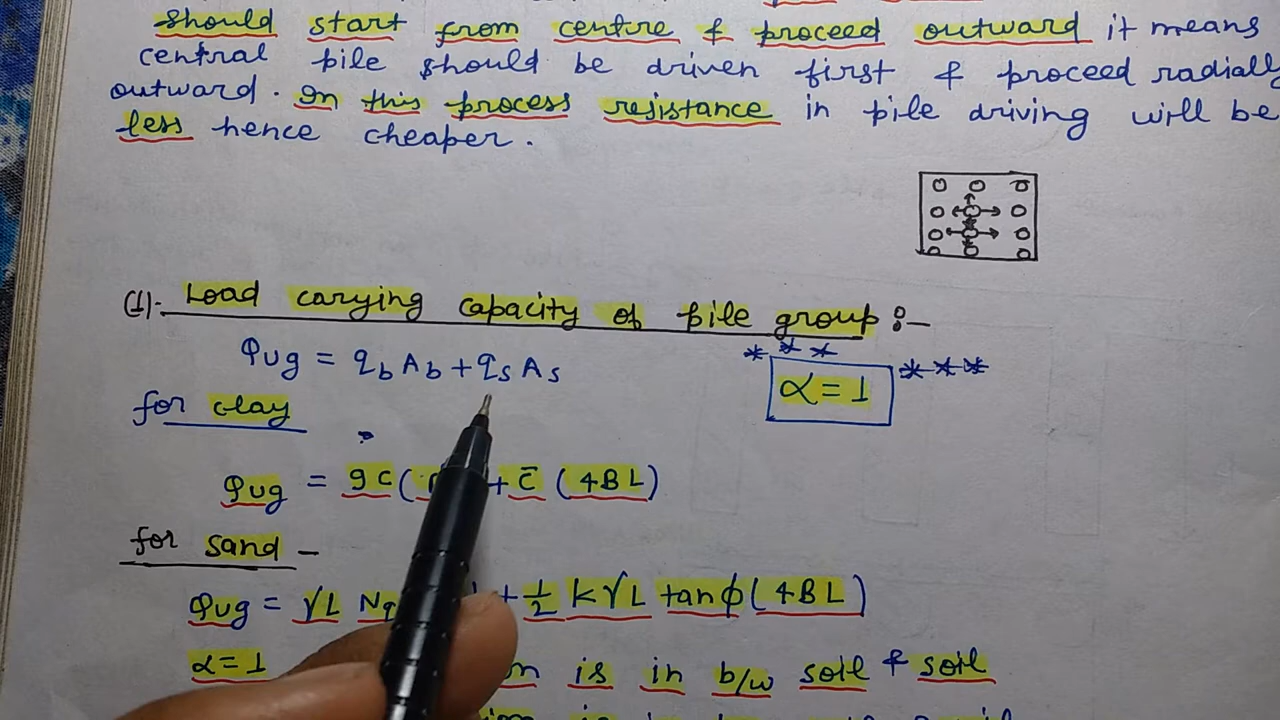 should start from centre & proceed outward it means
central pile should be driven first & proceed radially
outward. In this process resistance in pile driving will be
less hence cheaper.
(1). Load carying capacity of pile group :-
Qug = qb Ab + qs As
* * *
α = 1
* * *
for clay
Qug = 9c ( + c̄ (4BL)
for sand -
Qug = γL Nq + 1/2 KγL tanφ (4BL)
α = 1 is in b/w soil & soil